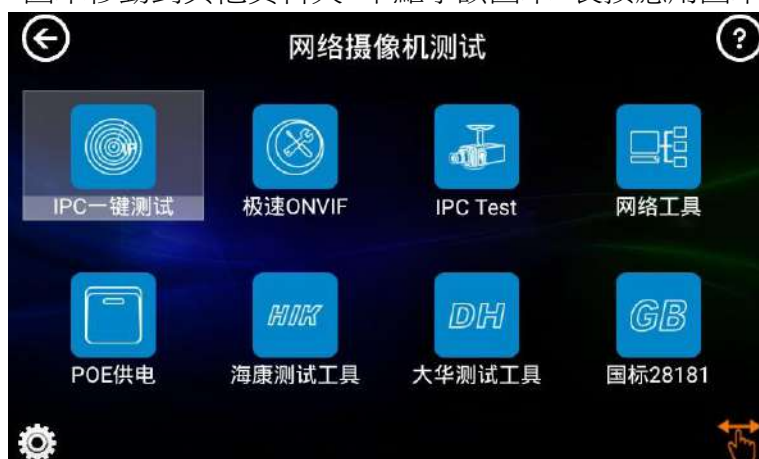 网络摄像机测试
?
IP
IPC一键测试
极速ONVIF
IPC Test
网络工具
HIK
DH
GB
POE供电
海康测试工具
大华测试工具
国标28181